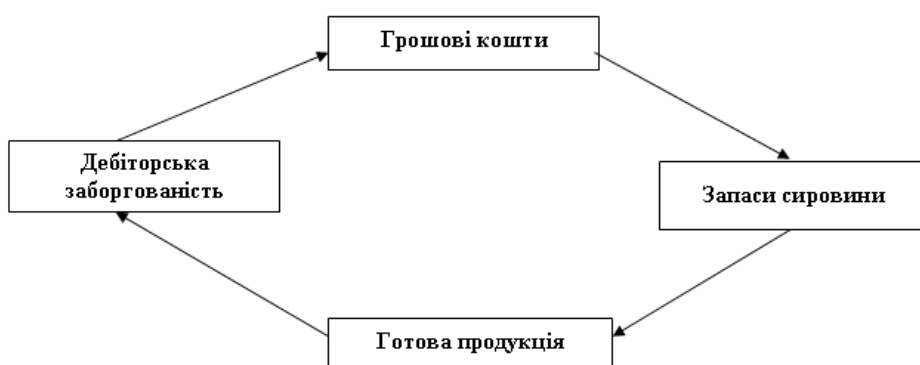 Грошові кошти
Дебіторська
заборгованість
Запаси сировини
Готова продукція